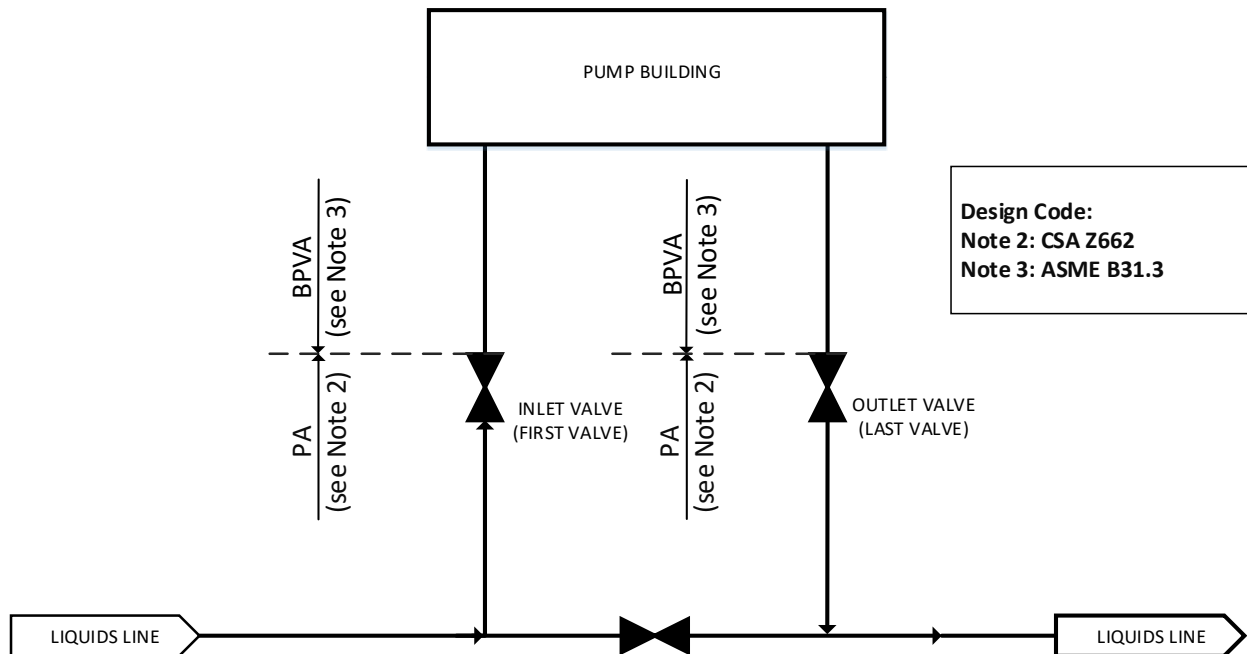 PUMP BUILDING
Design Code:
Note 2: CSA Z662
Note 3: ASME B31.3
BPVA
(see Note 3)
BPVA
(see Note 3)
PA
(see Note 2)
INLET VALVE
(FIRST VALVE)
PA
(see Note 2)
OUTLET VALVE
(LAST VALVE)
LIQUIDS LINE
LIQUIDS LINE